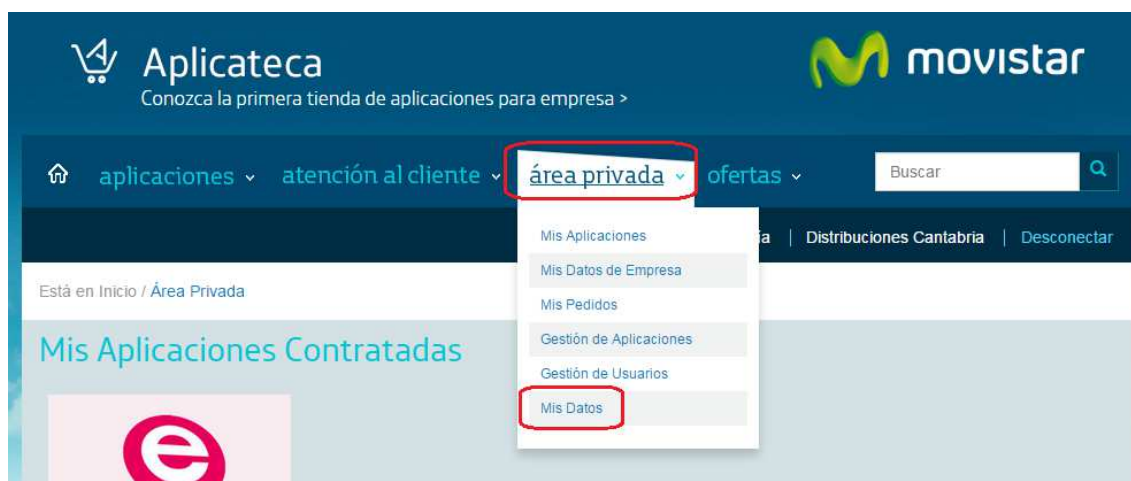 Aplicateca
Conozca la primera tienda de aplicaciones para empresa >
movistar
aplicaciones
atención al cliente
área privada
ofertas
Buscar
Mis Aplicaciones
ía | Distribuciones Cantabria | Desconectar
Mis Datos de Empresa
Está en Inicio / Área Privada
Mis Pedidos
Gestión de Aplicaciones
Gestión de Usuarios
Mis Datos
Mis Aplicaciones Contratadas
e